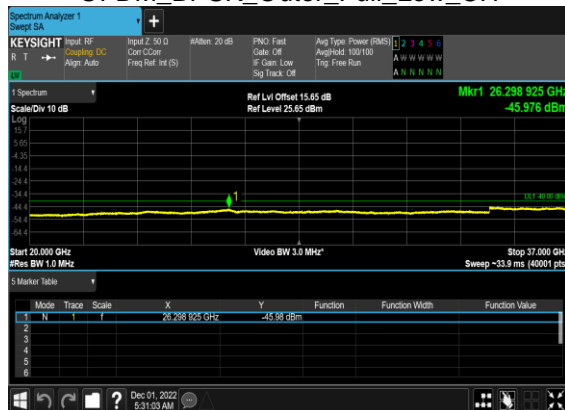 Spectrum Analyzer 1
Swept SA
KEYSIGHT
R T
Input: RF
Coupling: DC
Align: Auto
Input Z: 50 Ω
Corr CCorr
Freq Ref: Int (S)
#Atten: 20 dB
PNO: Fast
Gate: Off
IF Gain: Low
Sig Track: Off
Avg Type: Power (RMS)
Avg|Hold: 100/100
Trig: Free Run
1 2 3 4 5 6
A W W W W W
A N N N N N
LW
1 Spectrum
Scale/Div 10 dB
Ref Lvl Offset 15.65 dB
Ref Level 25.65 dBm
Mkr1 26.298 925 GHz
-45.976 dBm
Log
15.7
5.65
-4.35
-14.4
-24.4
-34.4
-44.4
-54.4
-64.4
1
DL1 -40.00 dBm
Start 20.000 GHz
#Res BW 1.0 MHz
Video BW 3.0 MHz*
Stop 37.000 GHz
Sweep ~33.9 ms (40001 pts)
5 Marker Table
Mode Trace Scale X Y Function Function Width Function Value
1 N 1 f 26.298 925 GHz -45.98 dBm
2
3
4
5
6
?
Dec 01, 2022
5:31:03 AM